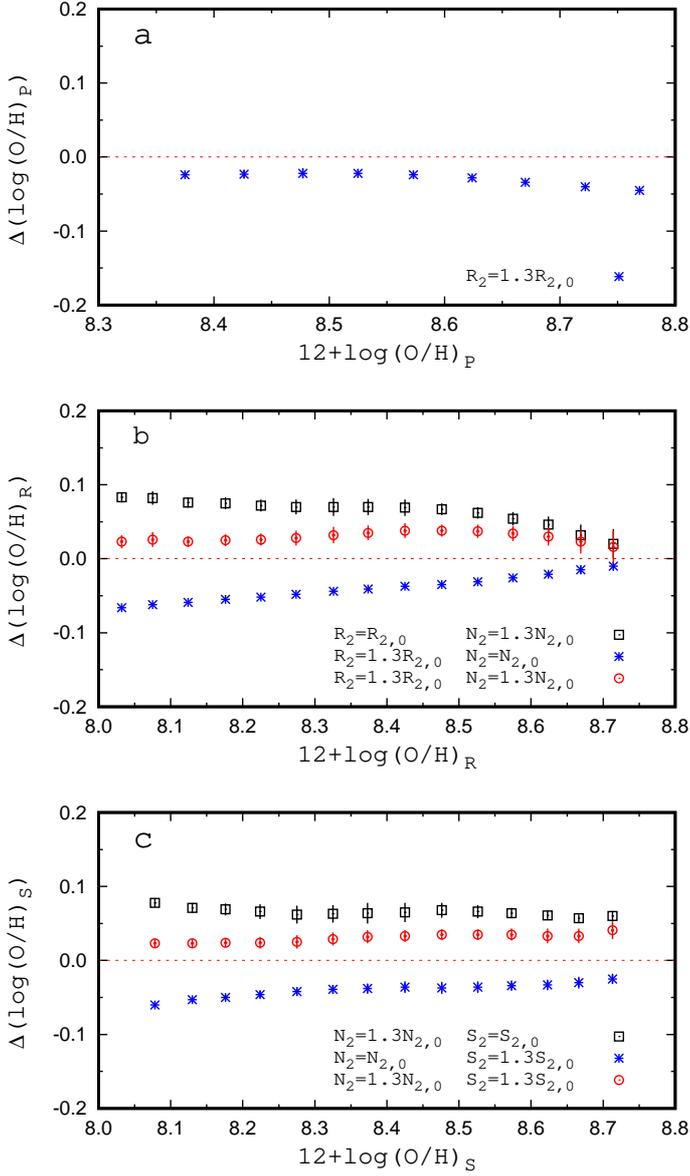 a
0.2
0.1
0.0
-0.1
-0.2
Δ(log(O/H)P)
R2=1.3R2,0
8.3 8.4 8.5 8.6 8.7 8.8
12+log(O/H)P
b
0.2
0.1
0.0
-0.1
-0.2
Δ(log(O/H)R)
R2=R2,0 N2=1.3N2,0
R2=1.3R2,0 N2=N2,0
R2=1.3R2,0 N2=1.3N2,0
8.0 8.1 8.2 8.3 8.4 8.5 8.6 8.7 8.8
12+log(O/H)R
c
0.2
0.1
0.0
-0.1
-0.2
Δ(log(O/H)S)
N2=1.3N2,0 S2=S2,0
N2=N2,0 S2=1.3S2,0
N2=1.3N2,0 S2=1.3S2,0
8.0 8.1 8.2 8.3 8.4 8.5 8.6 8.7 8.8
12+log(O/H)S